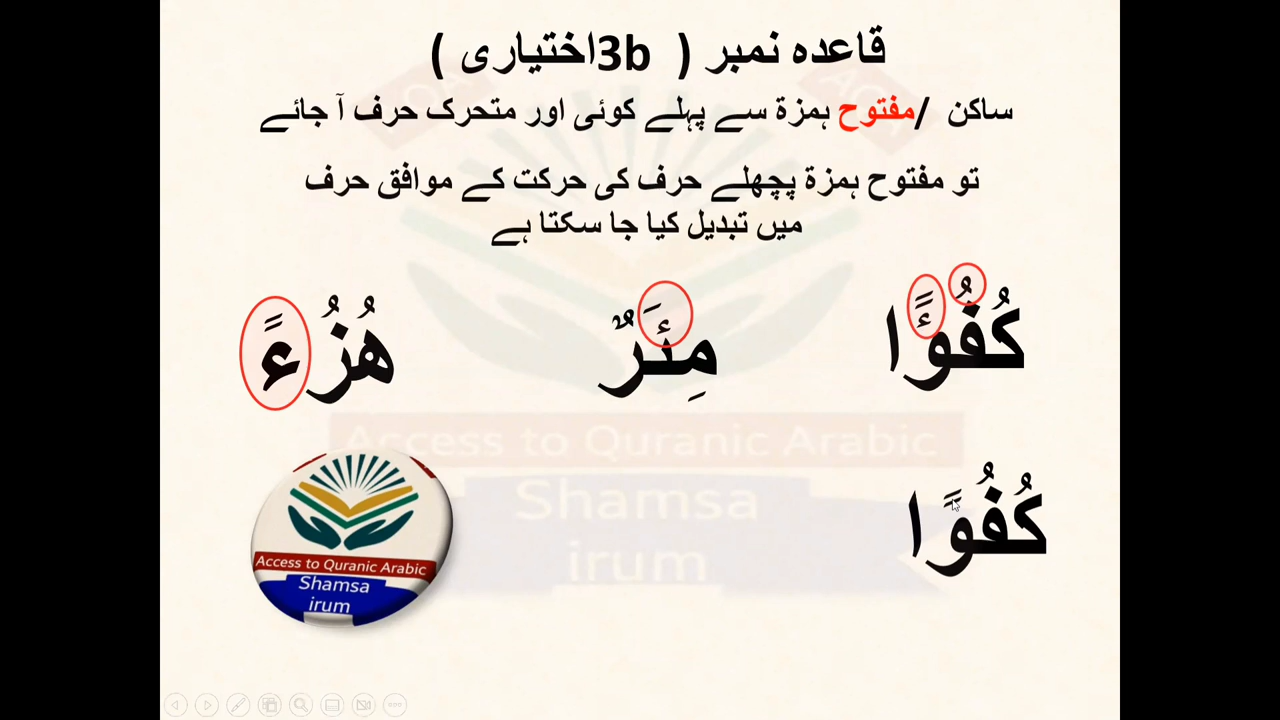 قاعدہ نمبر ( 3bاختیاری )
ساکن /مفتوح ہمزۃ سے پہلے کوئی اور متحرک حرف آ جائے
تو مفتوح ہمزۃ پچھلے حرف کی حرکت کے موافق حرف
میں تبدیل کیا جا سکتا ہے
كُفُؤًا مِئَرٌ هُزُءً
Access to Quranic Arabic
Shamsa
irum
كُفُوًا
Access to Quranic Arabic
Shamsa
irum